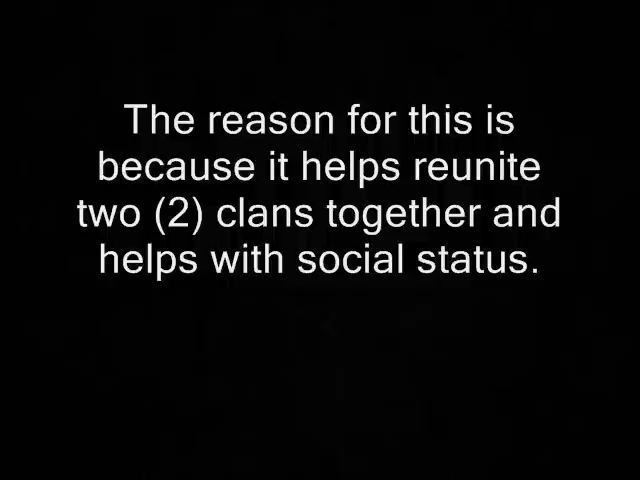 The reason for this is
because it helps reunite
two (2) clans together and
helps with social status.